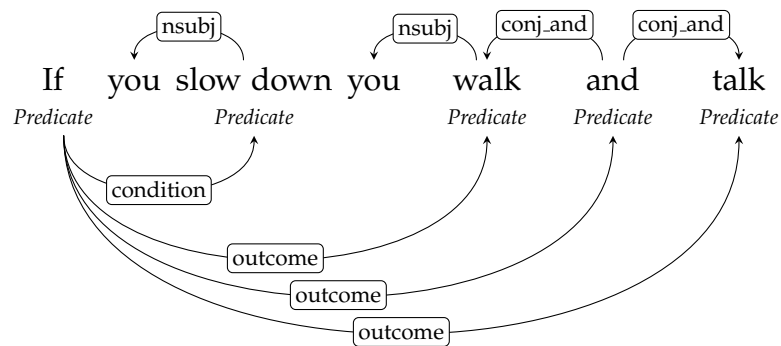 nsubj nsubj conj_and conj_and
If you slow down you walk and talk
Predicate Predicate Predicate Predicate Predicate
condition
outcome
outcome
outcome